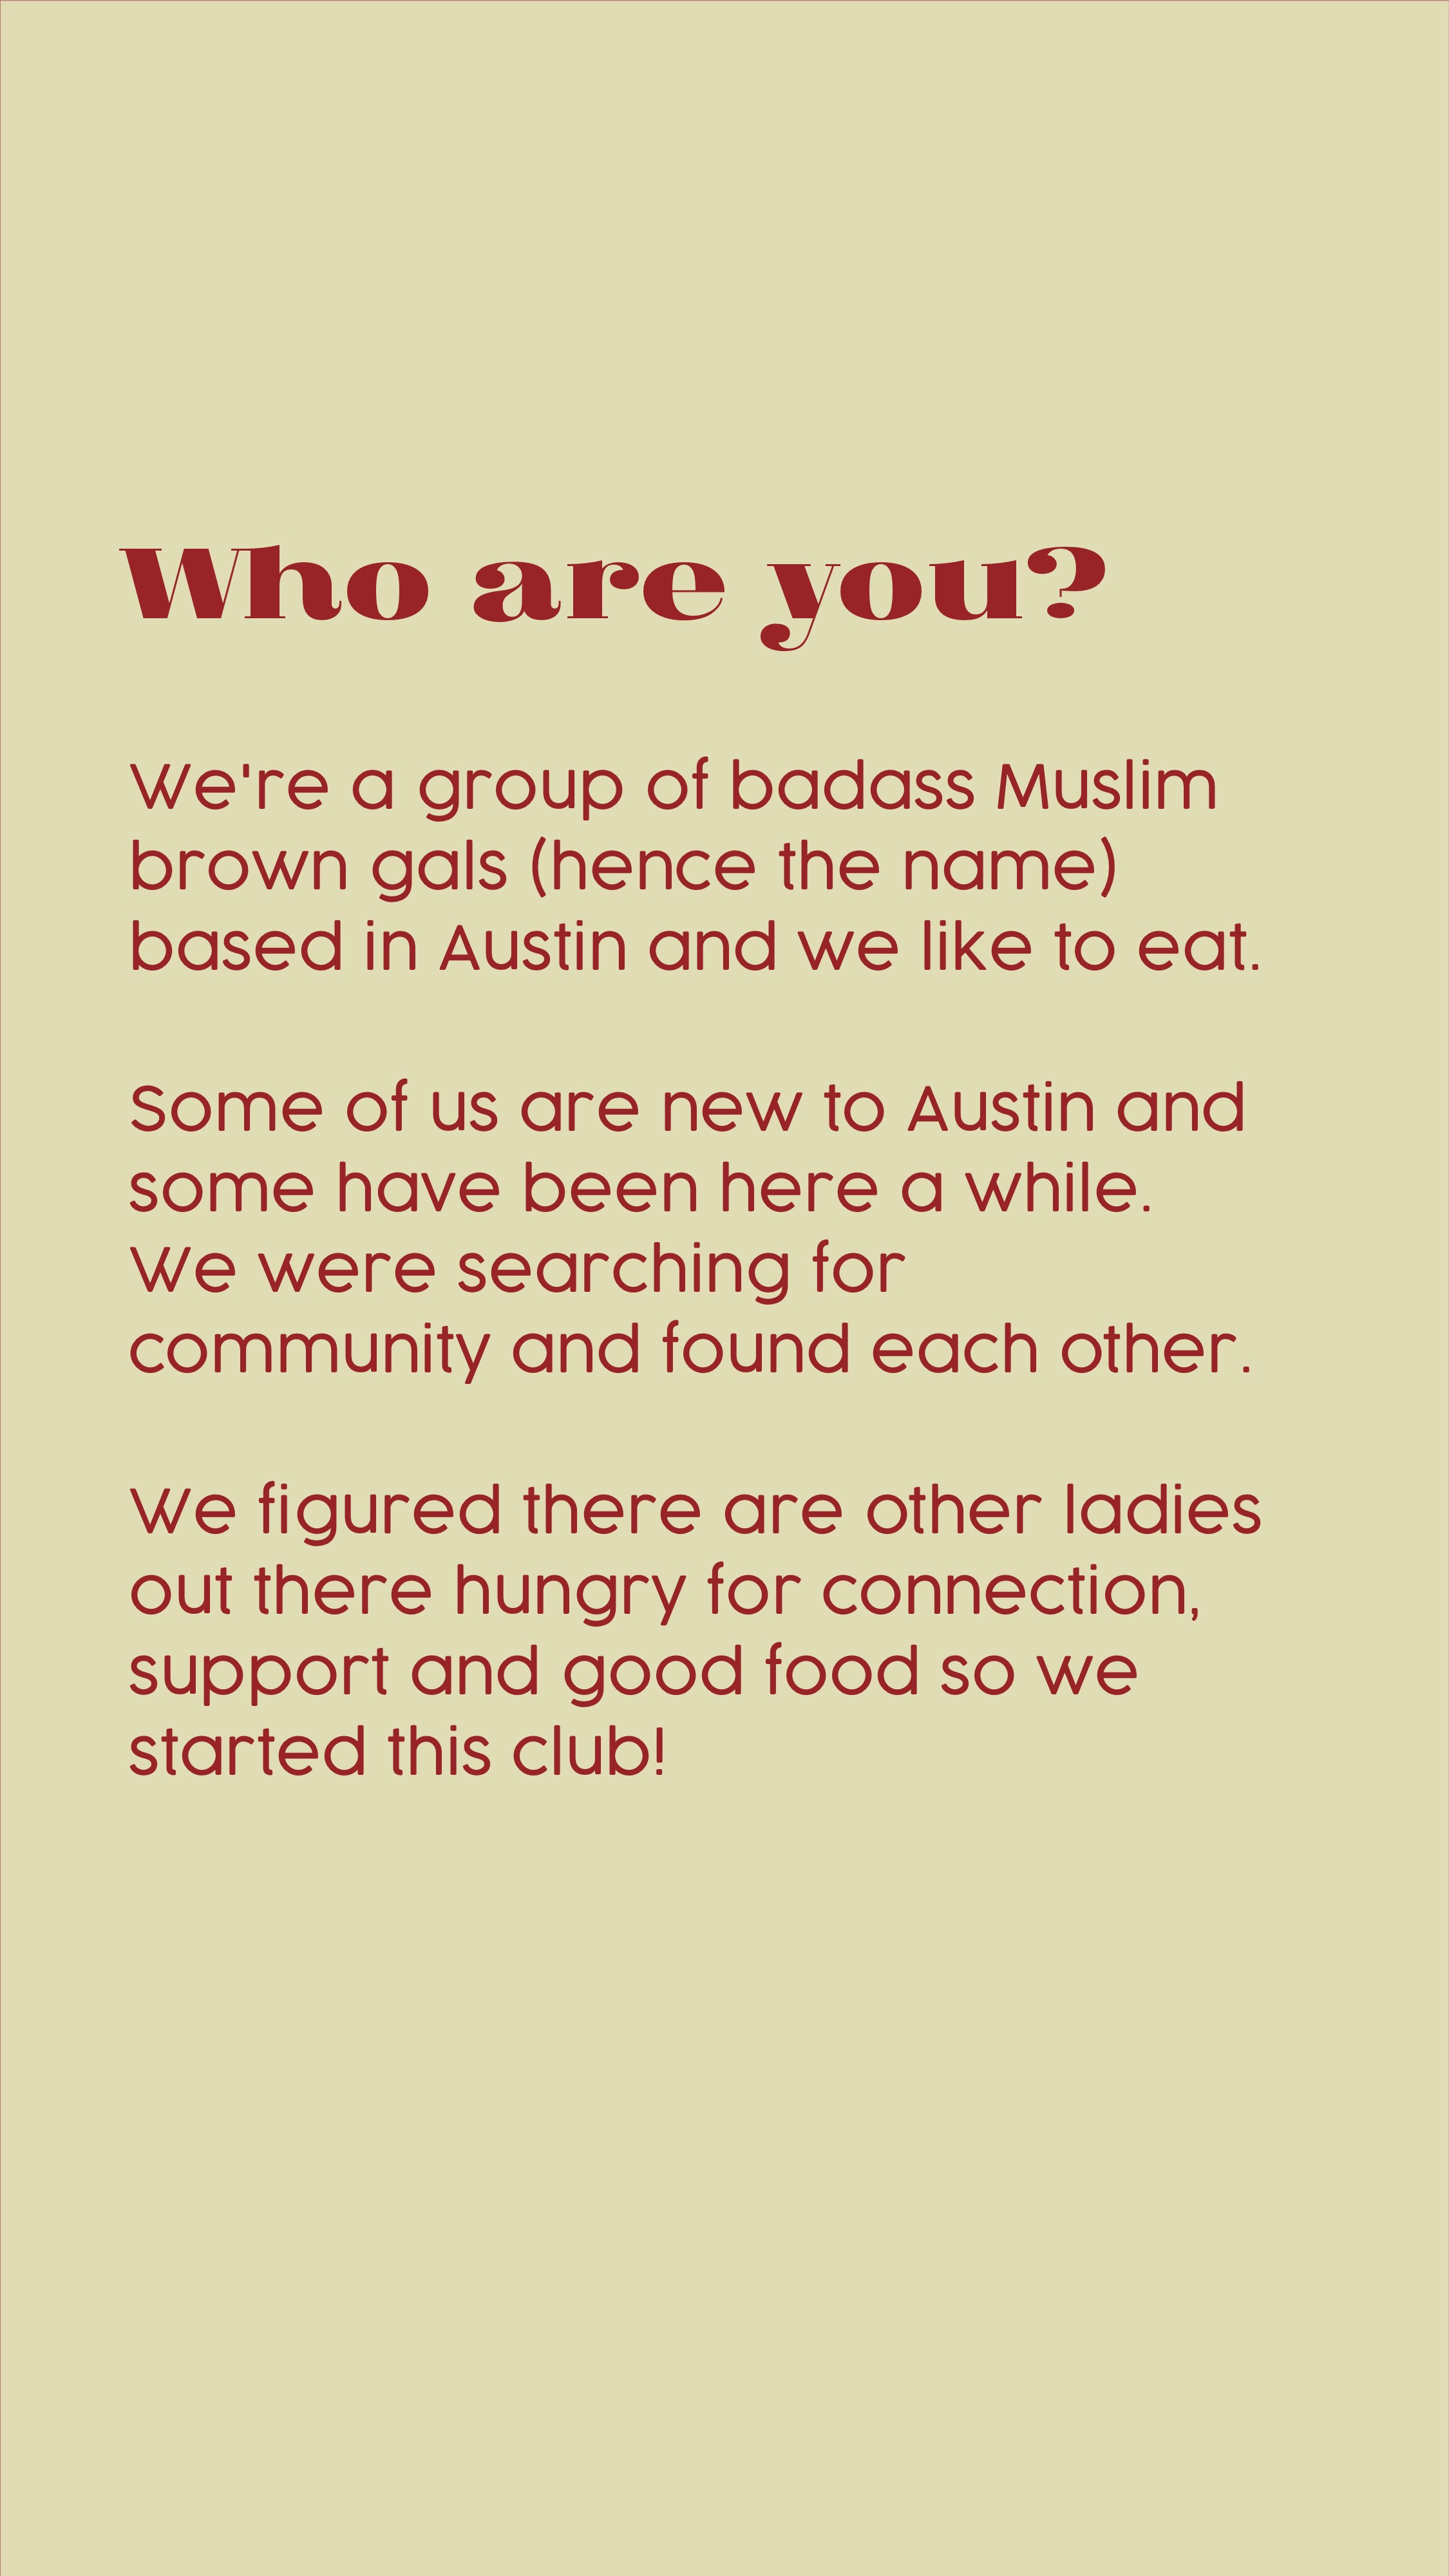 Who are you?
We're a group of badass Muslim
brown gals (hence the name)
based in Austin and we like to eat.
Some of us are new to Austin and
some have been here a while.
We were searching for
community and found each other.
We figured there are other ladies
out there hungry for connection,
support and good food so we
started this club!